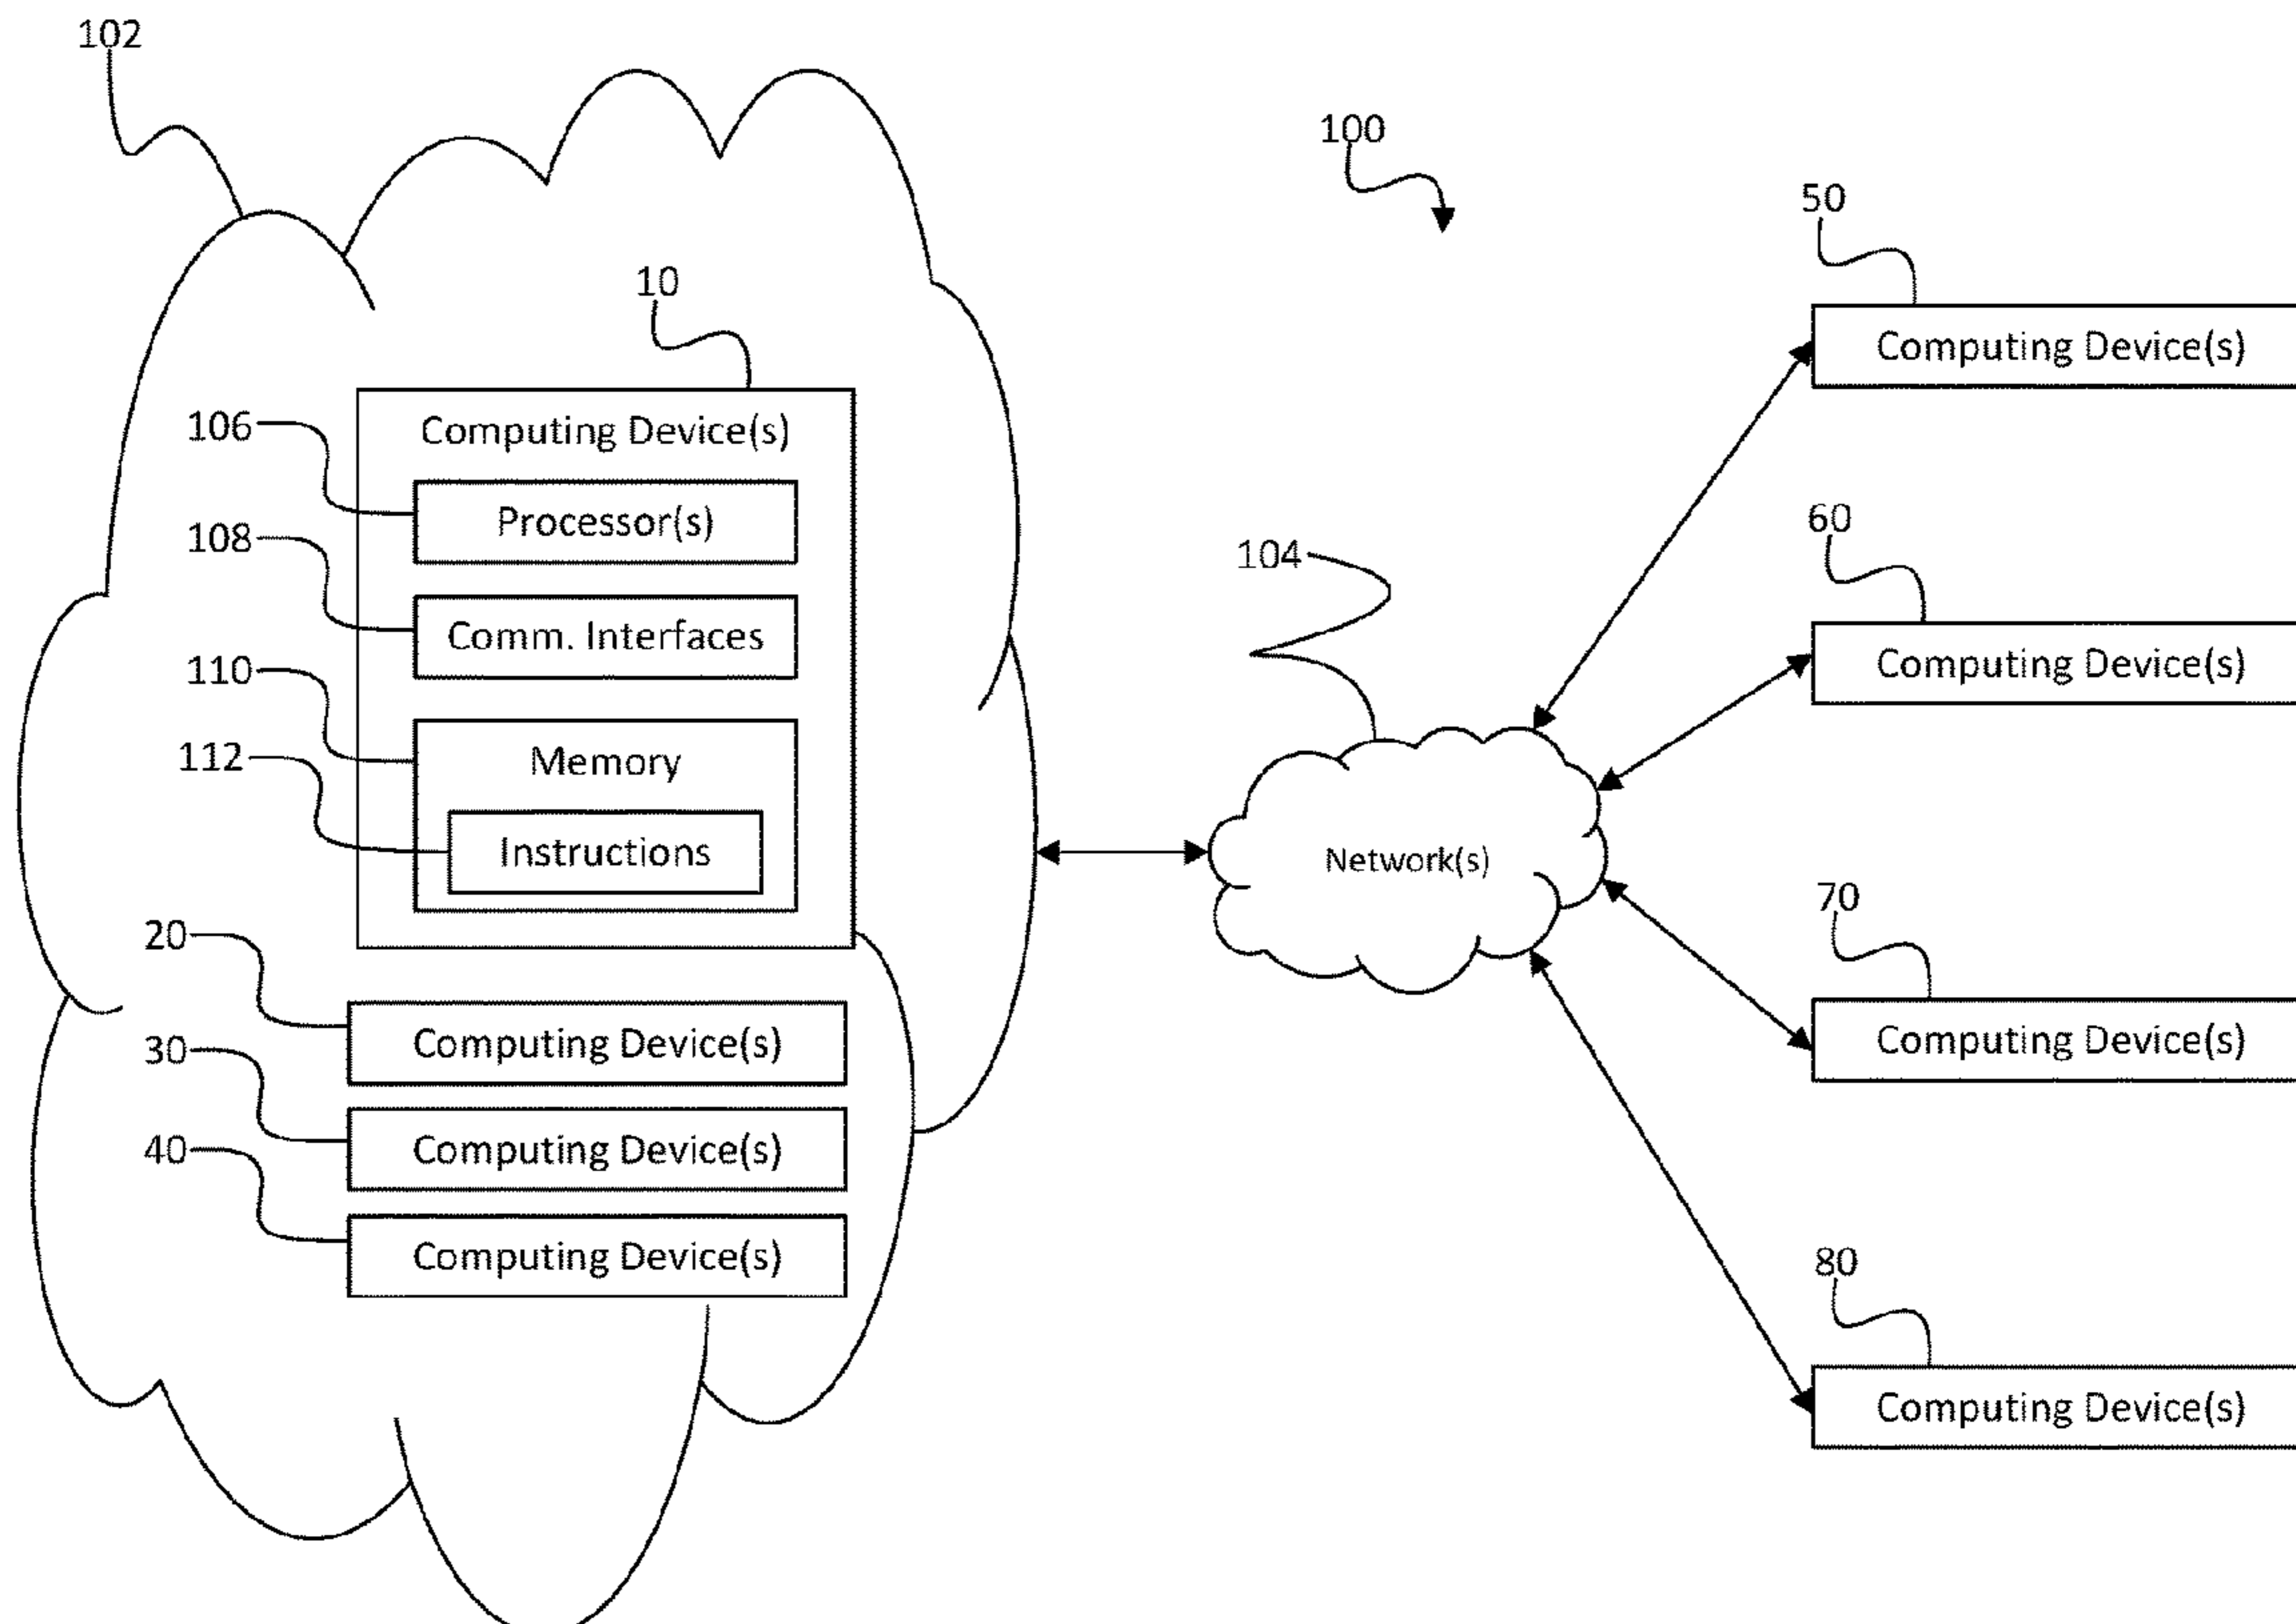 102
100
50
10
Computing Device(s)
106
Computing Device(s)
Processor(s)
108
60
104
Comm. Interfaces
Computing Device(s)
110
112
Memory
Instructions
Network(s)
70
20
Computing Device(s)
Computing Device(s)
30
Computing Device(s)
40
Computing Device(s)
80
Computing Device(s)